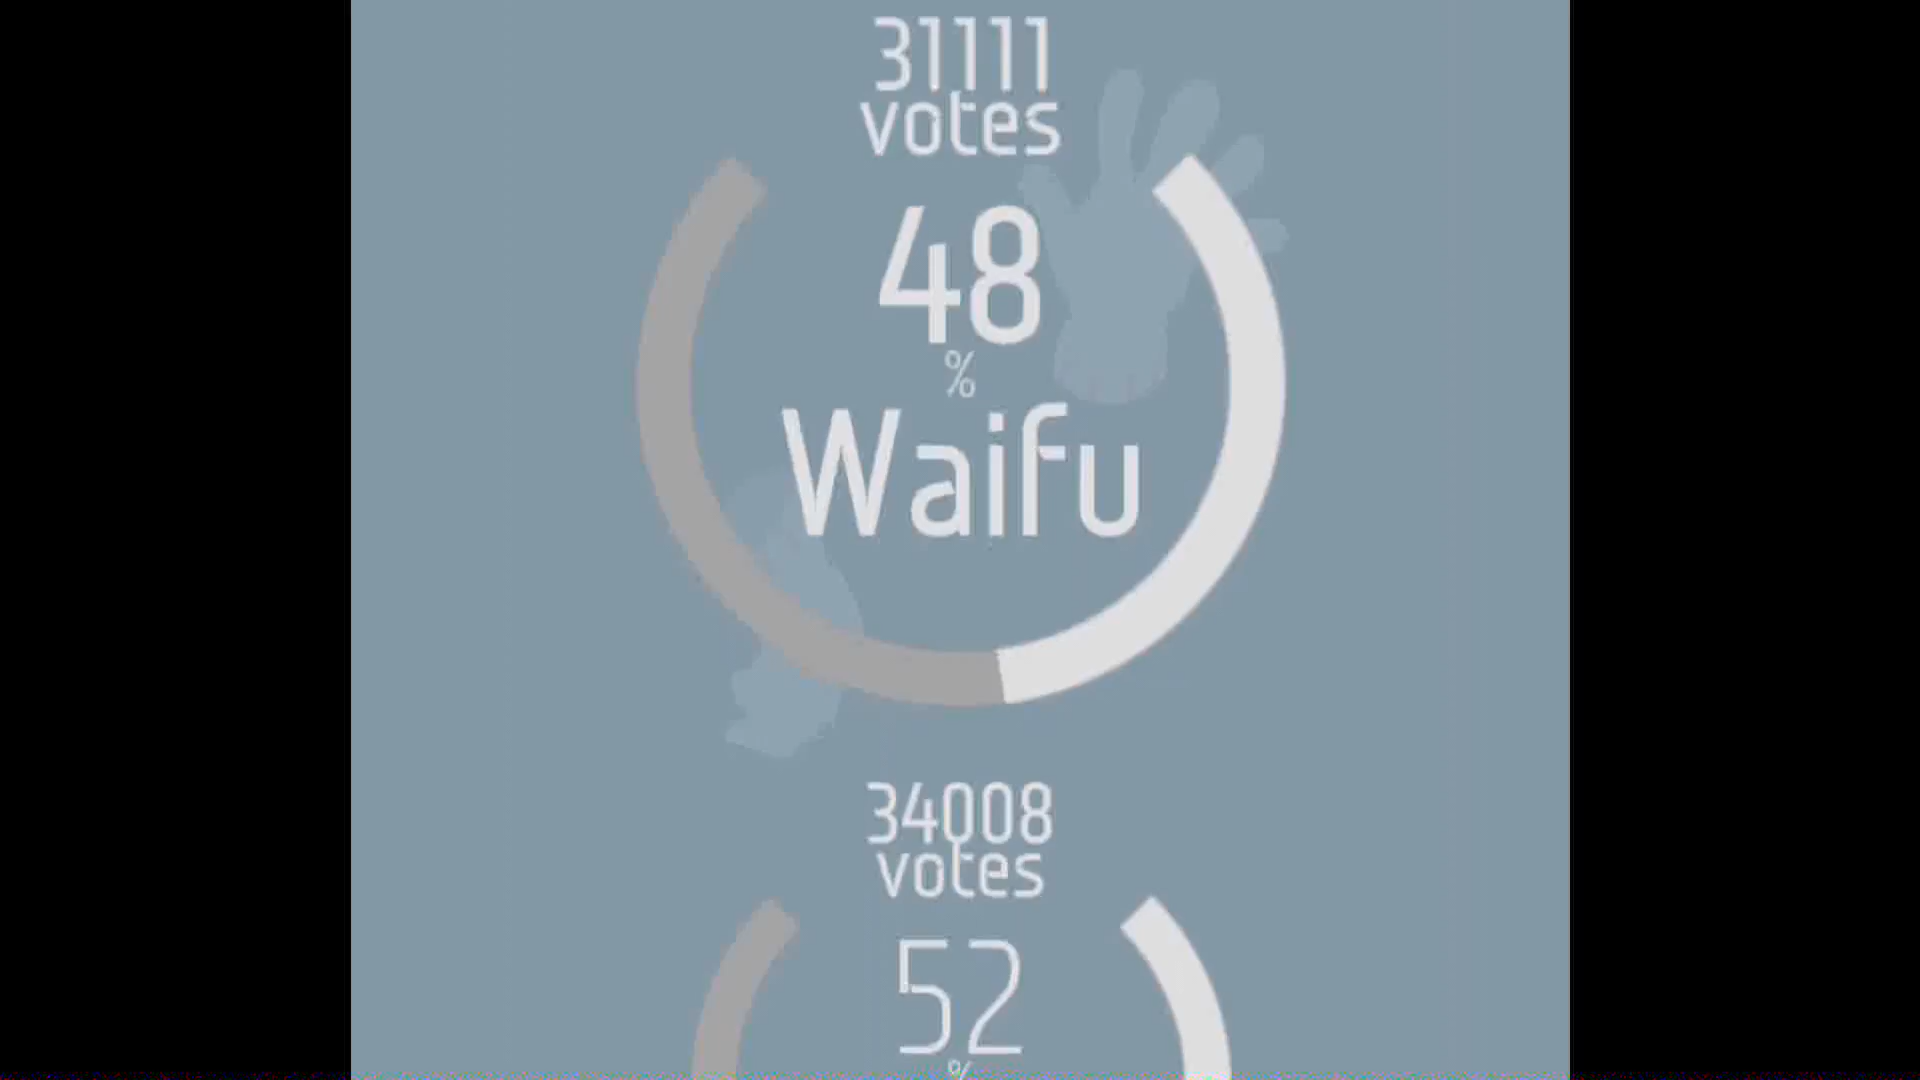 31111
votes
48
%
Waifu
34008
votes
52
%